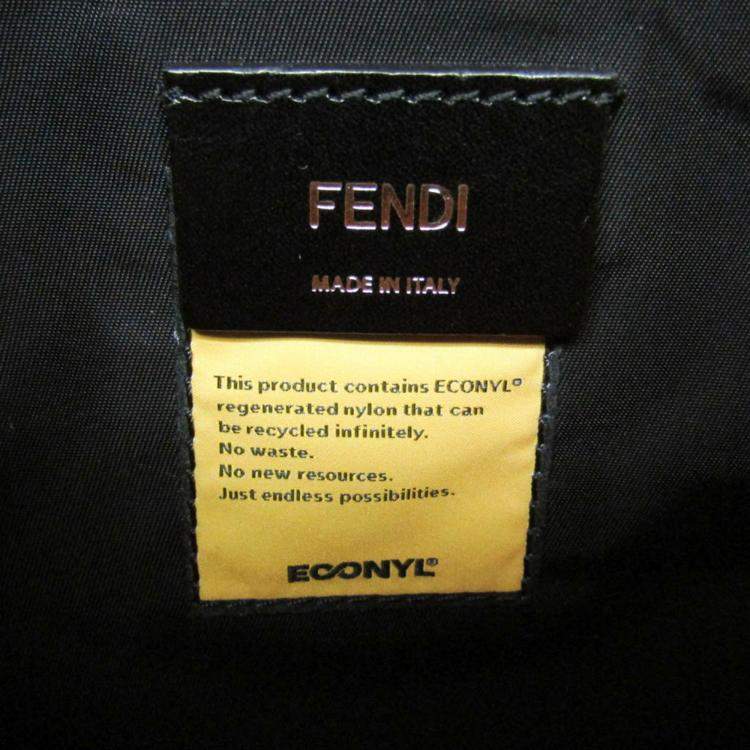 FENDI
MADE IN ITALY
This product contains ECONYL®
regenerated nylon that can
be recycled infinitely.
No waste.
No new resources.
Just endless possibilities.
ECONYL®